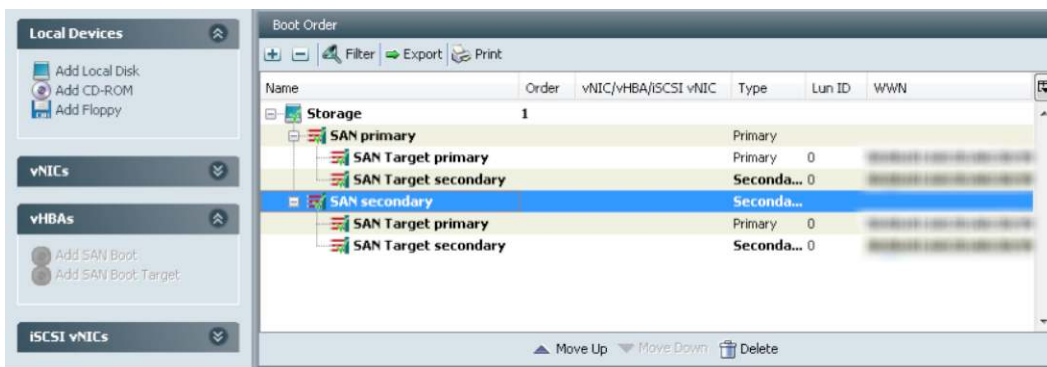 Local Devices
Add Local Disk
Add CD-ROM
Add Floppy
vNICs
vHBAs
Add SAN Boot
Add SAN Boot Target
iSCSI vNICs
Boot Order
Filter Export Print
Name Order vNIC/vHBA/iSCSI vNIC Type Lun ID WWN
Storage 1
SAN primary Primary
SAN Target primary Primary 0
SAN Target secondary Seconda... 0
SAN secondary Seconda...
SAN Target primary Primary 0
SAN Target secondary Seconda... 0
Move Up Move Down Delete